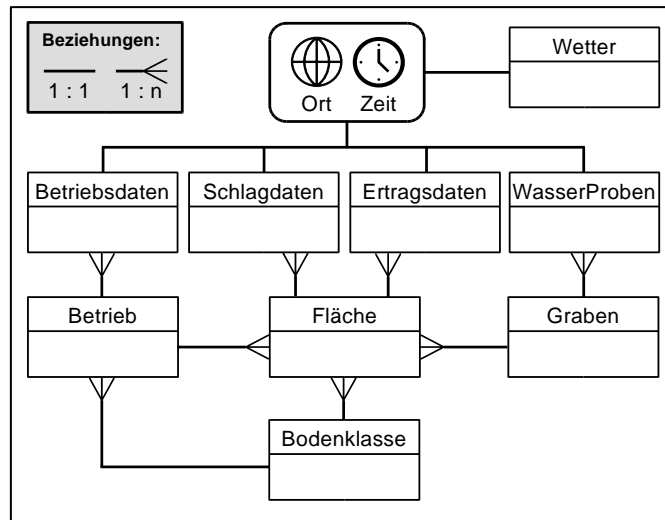 Beziehungen:
1 : 1 1 : n
Ort Zeit
Wetter
Betriebsdaten Schlagdaten Ertragsdaten WasserProben
Betrieb Fläche Graben
Bodenklasse